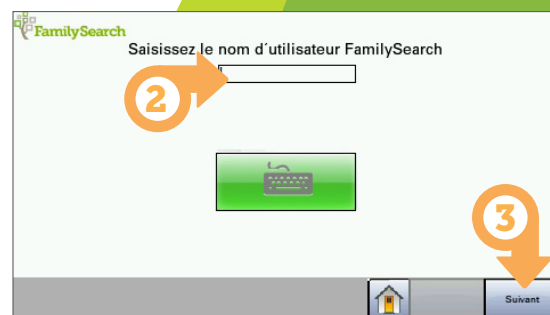 FamilySearch
Saisissez le nom d´utilisateur FamilySearch
2
3
Suivant